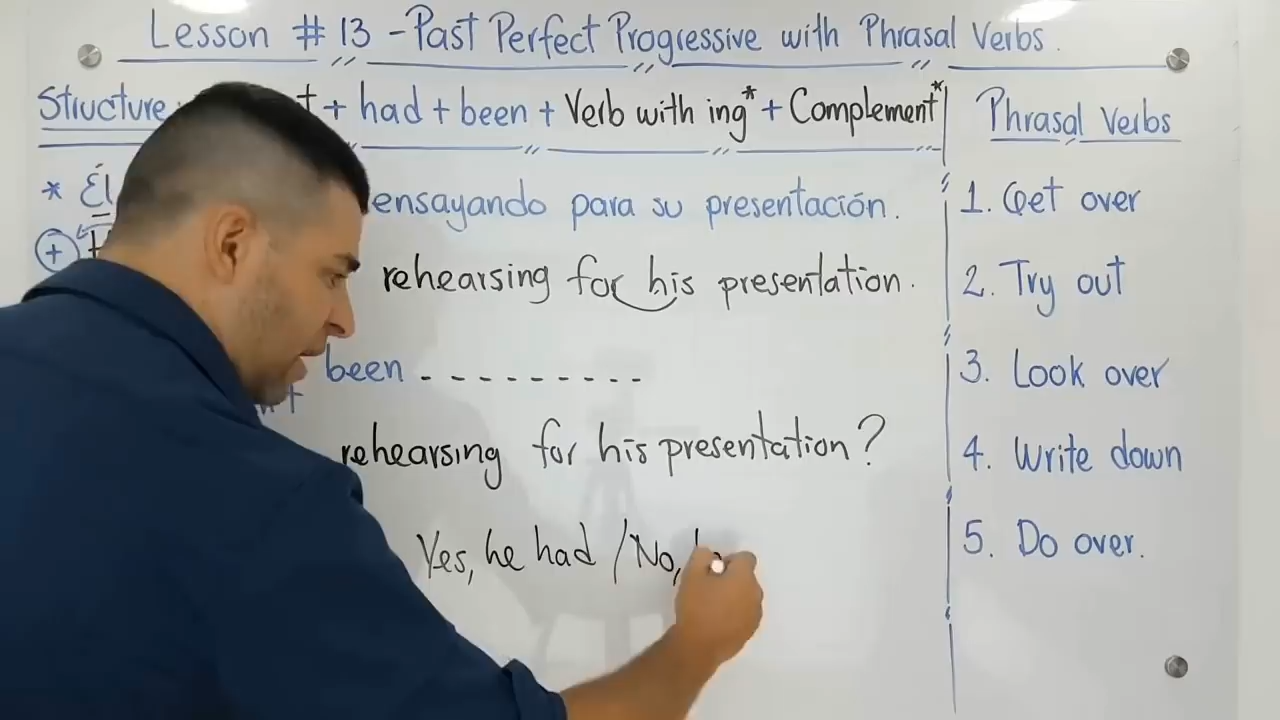 Lesson # 13 - Past Perfect Progressive with Phrasal Verbs.
Structure + had + been + Verb with ing* + Complement*
* Él ensayando para su presentación.
+ rehearsing for his presentation.
been - - - - - - - - -
rehearsing for his presentation?
Yes, he had / No,
Phrasal Verbs
1. Get over
2. Try out
3. Look over
4. Write down
5. Do over.